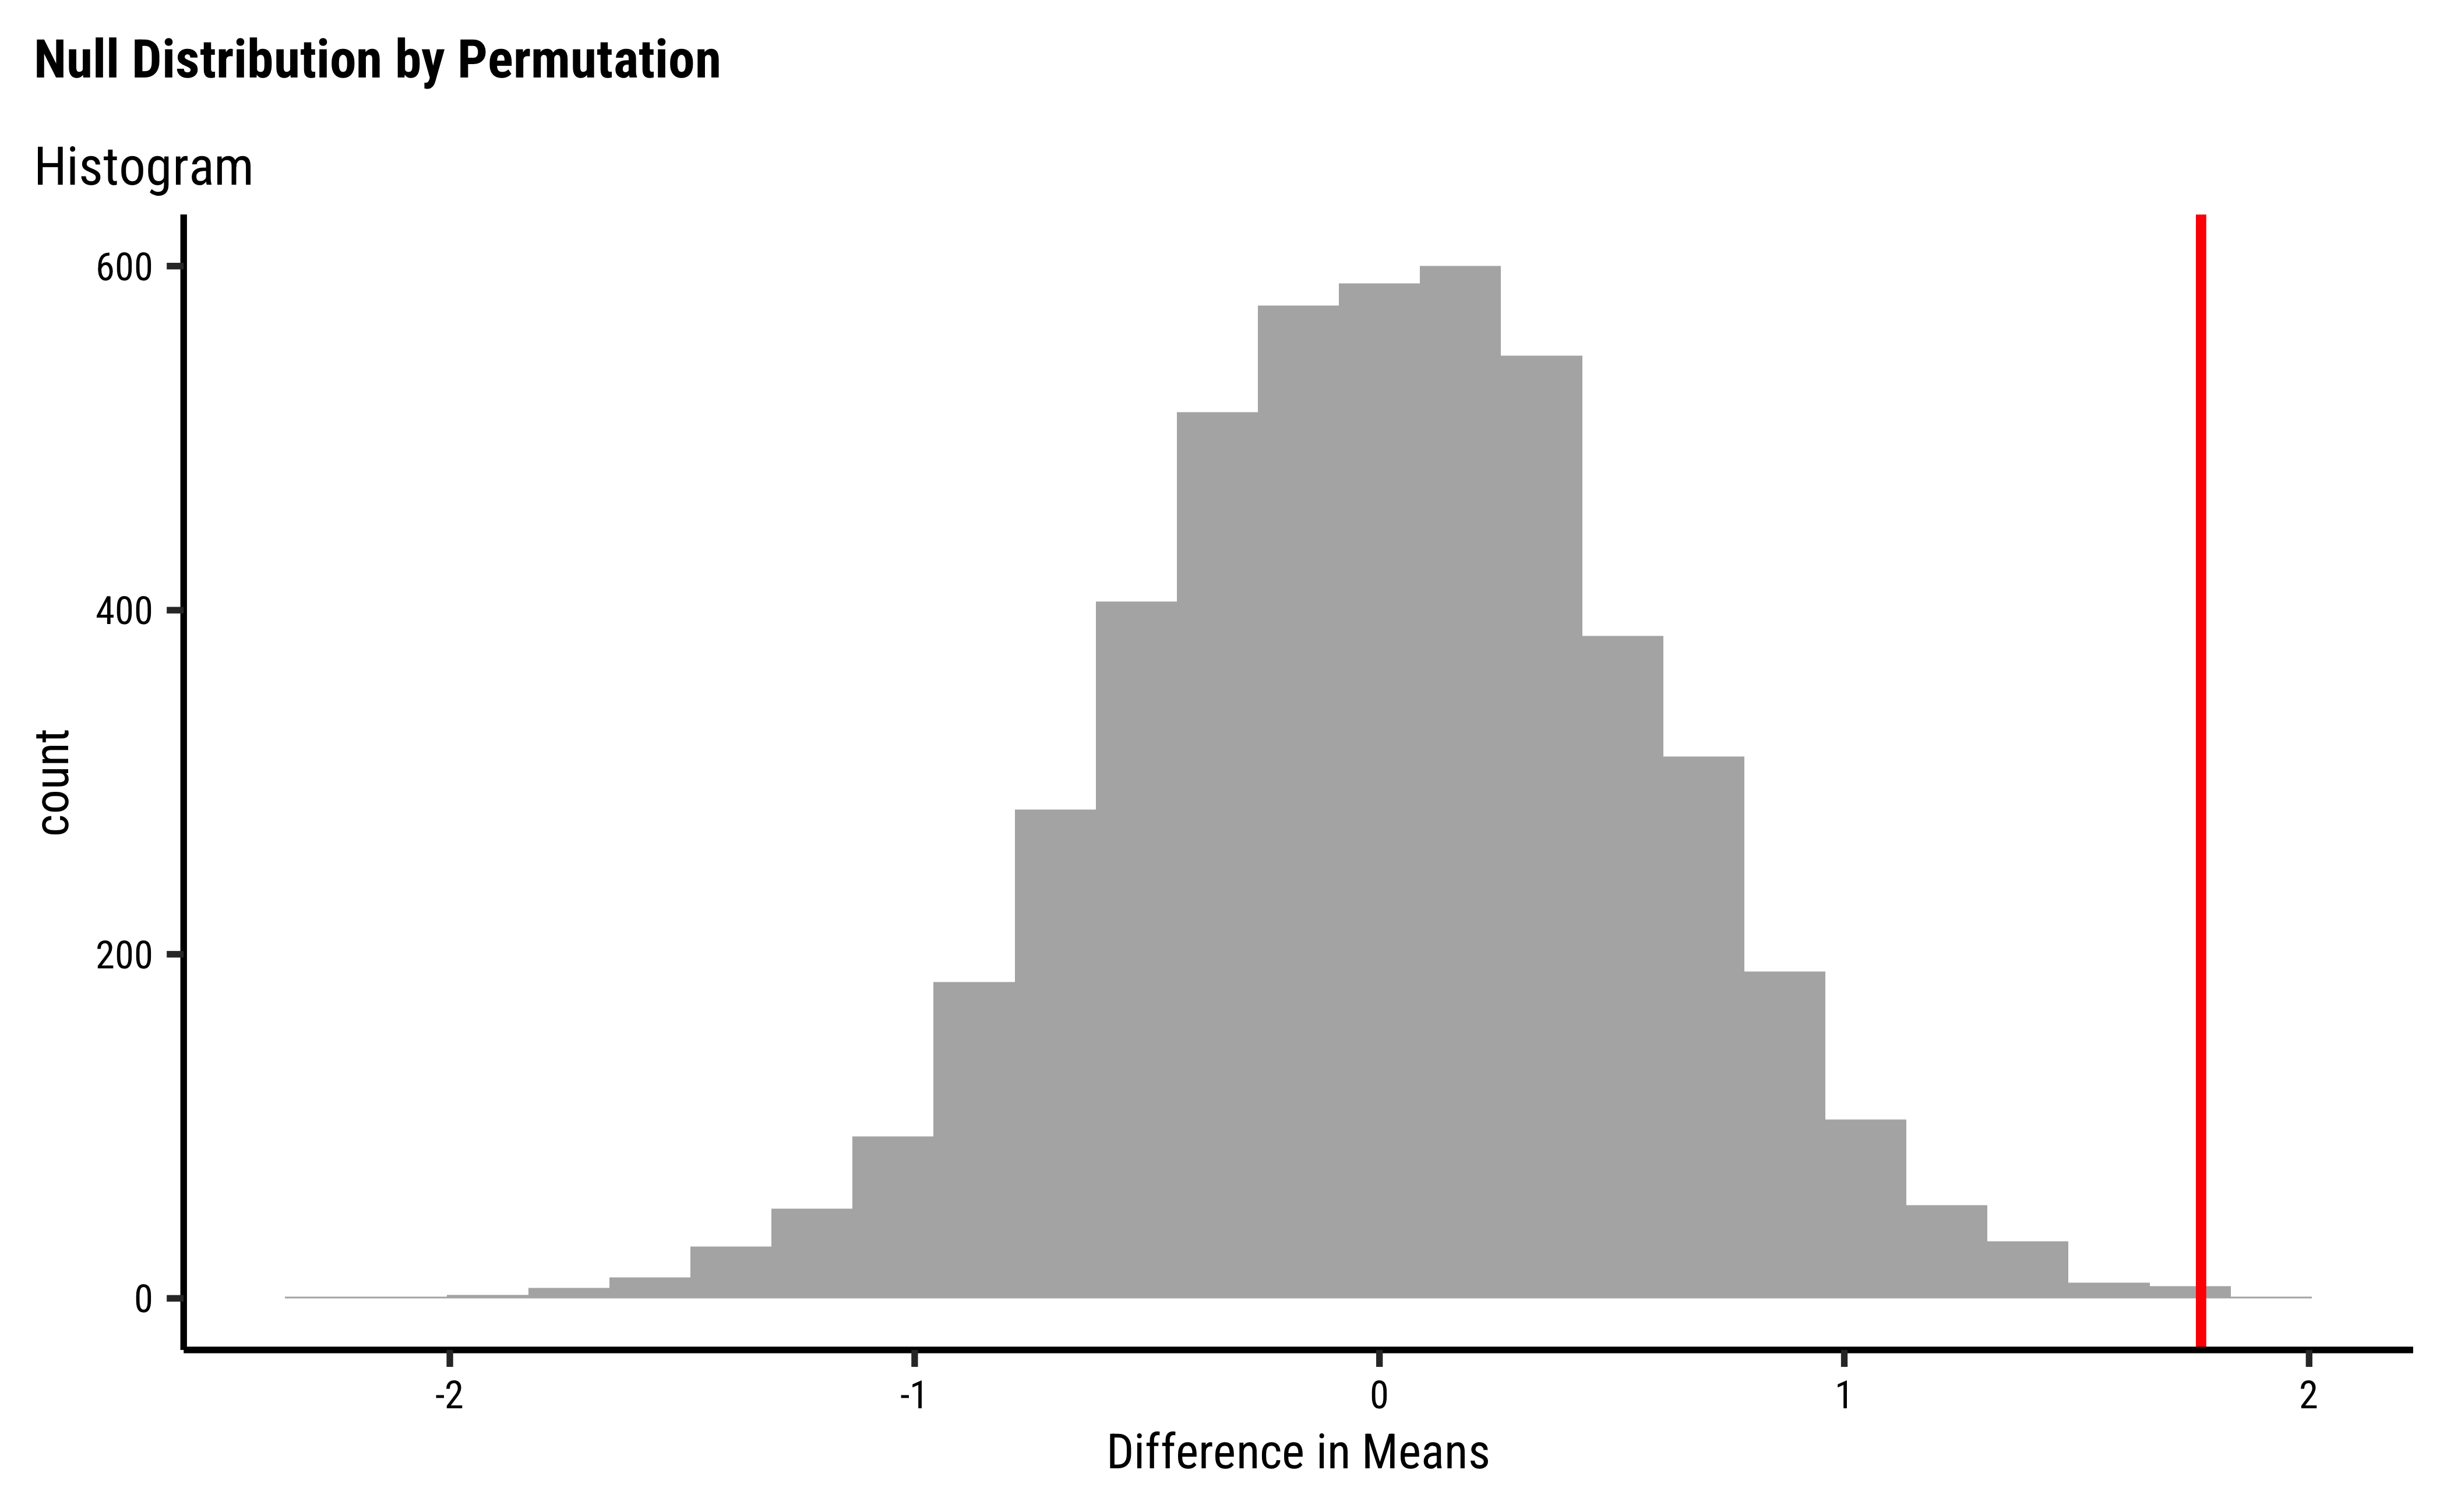 Null Distribution by Permutation
Histogram
600
400
200
0
count
-2
-1
0
1
2
Difference in Means